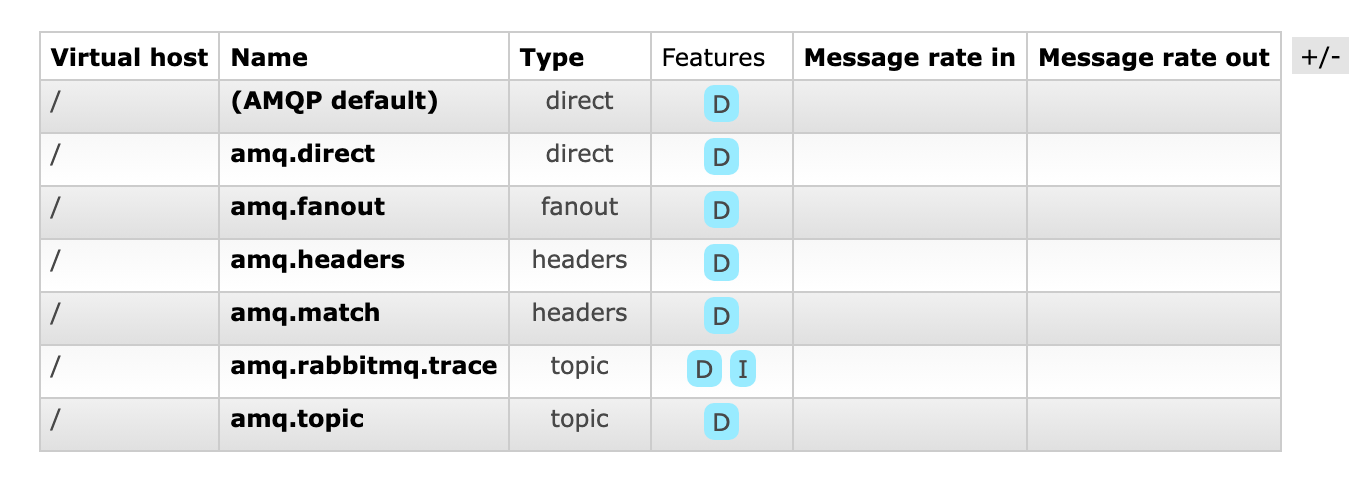 Virtual host Name Type Features Message rate in Message rate out +/-
/ (AMQP default) direct D
/ amq.direct direct D
/ amq.fanout fanout D
/ amq.headers headers D
/ amq.match headers D
/ amq.rabbitmq.trace topic D I
/ amq.topic topic D